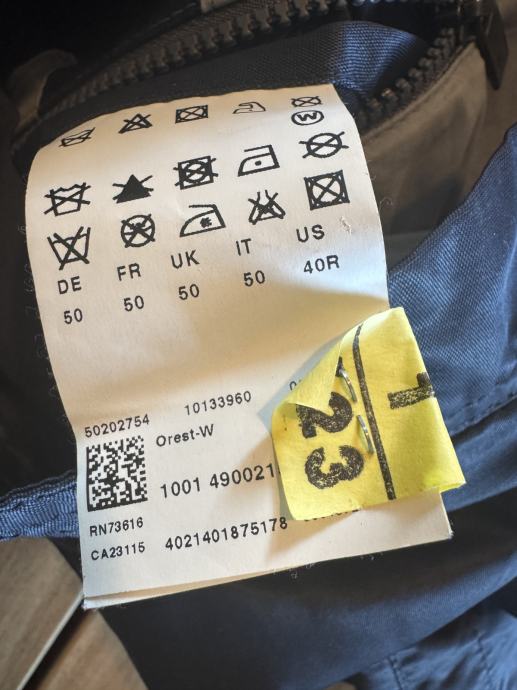 W
DE FR UK IT US
50 50 50 50 40R
50202754 10133960
Orest-W
1001 490021
RN73616
CA23115 4021401875178
1
23